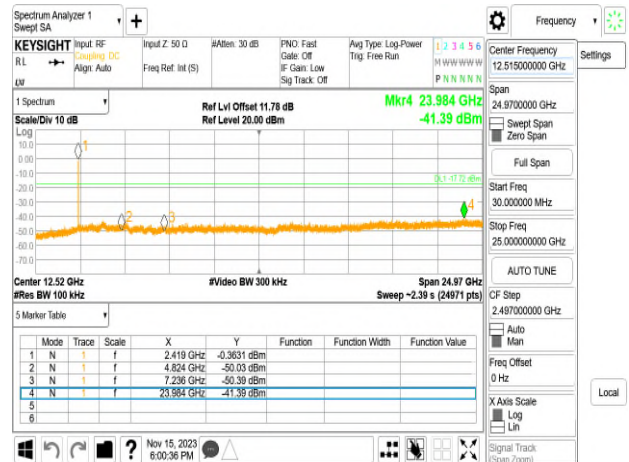 Spectrum Analyzer 1
Swept SA
Frequency
KEYSIGHT
Input: RF
Coupling: DC
Align: Auto
Input Z: 50 Ω
Freq Ref: Int (S)
#Atten: 30 dB
PNO: Fast
Gate: Off
IF Gain: Low
Sig Track: Off
Avg Type: Log-Power
Trig: Free Run
1 2 3 4 5 6
M W W W W W
P N N N N N
RL
1 Spectrum
Scale/Div 10 dB
Log
Ref Lvl Offset 11.78 dB
Ref Level 20.00 dBm
Mkr4 23.984 GHz
-41.39 dBm
10.0
0.00
-10.0
-20.0
-30.0
-40.0
-50.0
-60.0
-70.0
1
2
3
4
DL1 -17.72 dBm
Center 12.52 GHz
#Res BW 100 kHz
#Video BW 300 kHz
Span 24.97 GHz
Sweep ~2.39 s (24971 pts)
5 Marker Table
Mode Trace Scale X Y Function Function Width Function Value
1 N 1 f 2.419 GHz -0.3631 dBm
2 N 1 f 4.824 GHz -50.03 dBm
3 N 1 f 7.236 GHz -50.39 dBm
4 N 1 f 23.984 GHz -41.39 dBm
5
6
Nov 15, 2023
6:00:36 PM
?
Center Frequency
12.515000000 GHz
Settings
Span
24.9700000 GHz
Swept Span
Zero Span
Full Span
Start Freq
30.000000 MHz
Stop Freq
25.000000000 GHz
AUTO TUNE
CF Step
2.497000000 GHz
Auto
Man
Freq Offset
0 Hz
X Axis Scale
Log
Lin
Local
Signal Track
(Span Zoom)